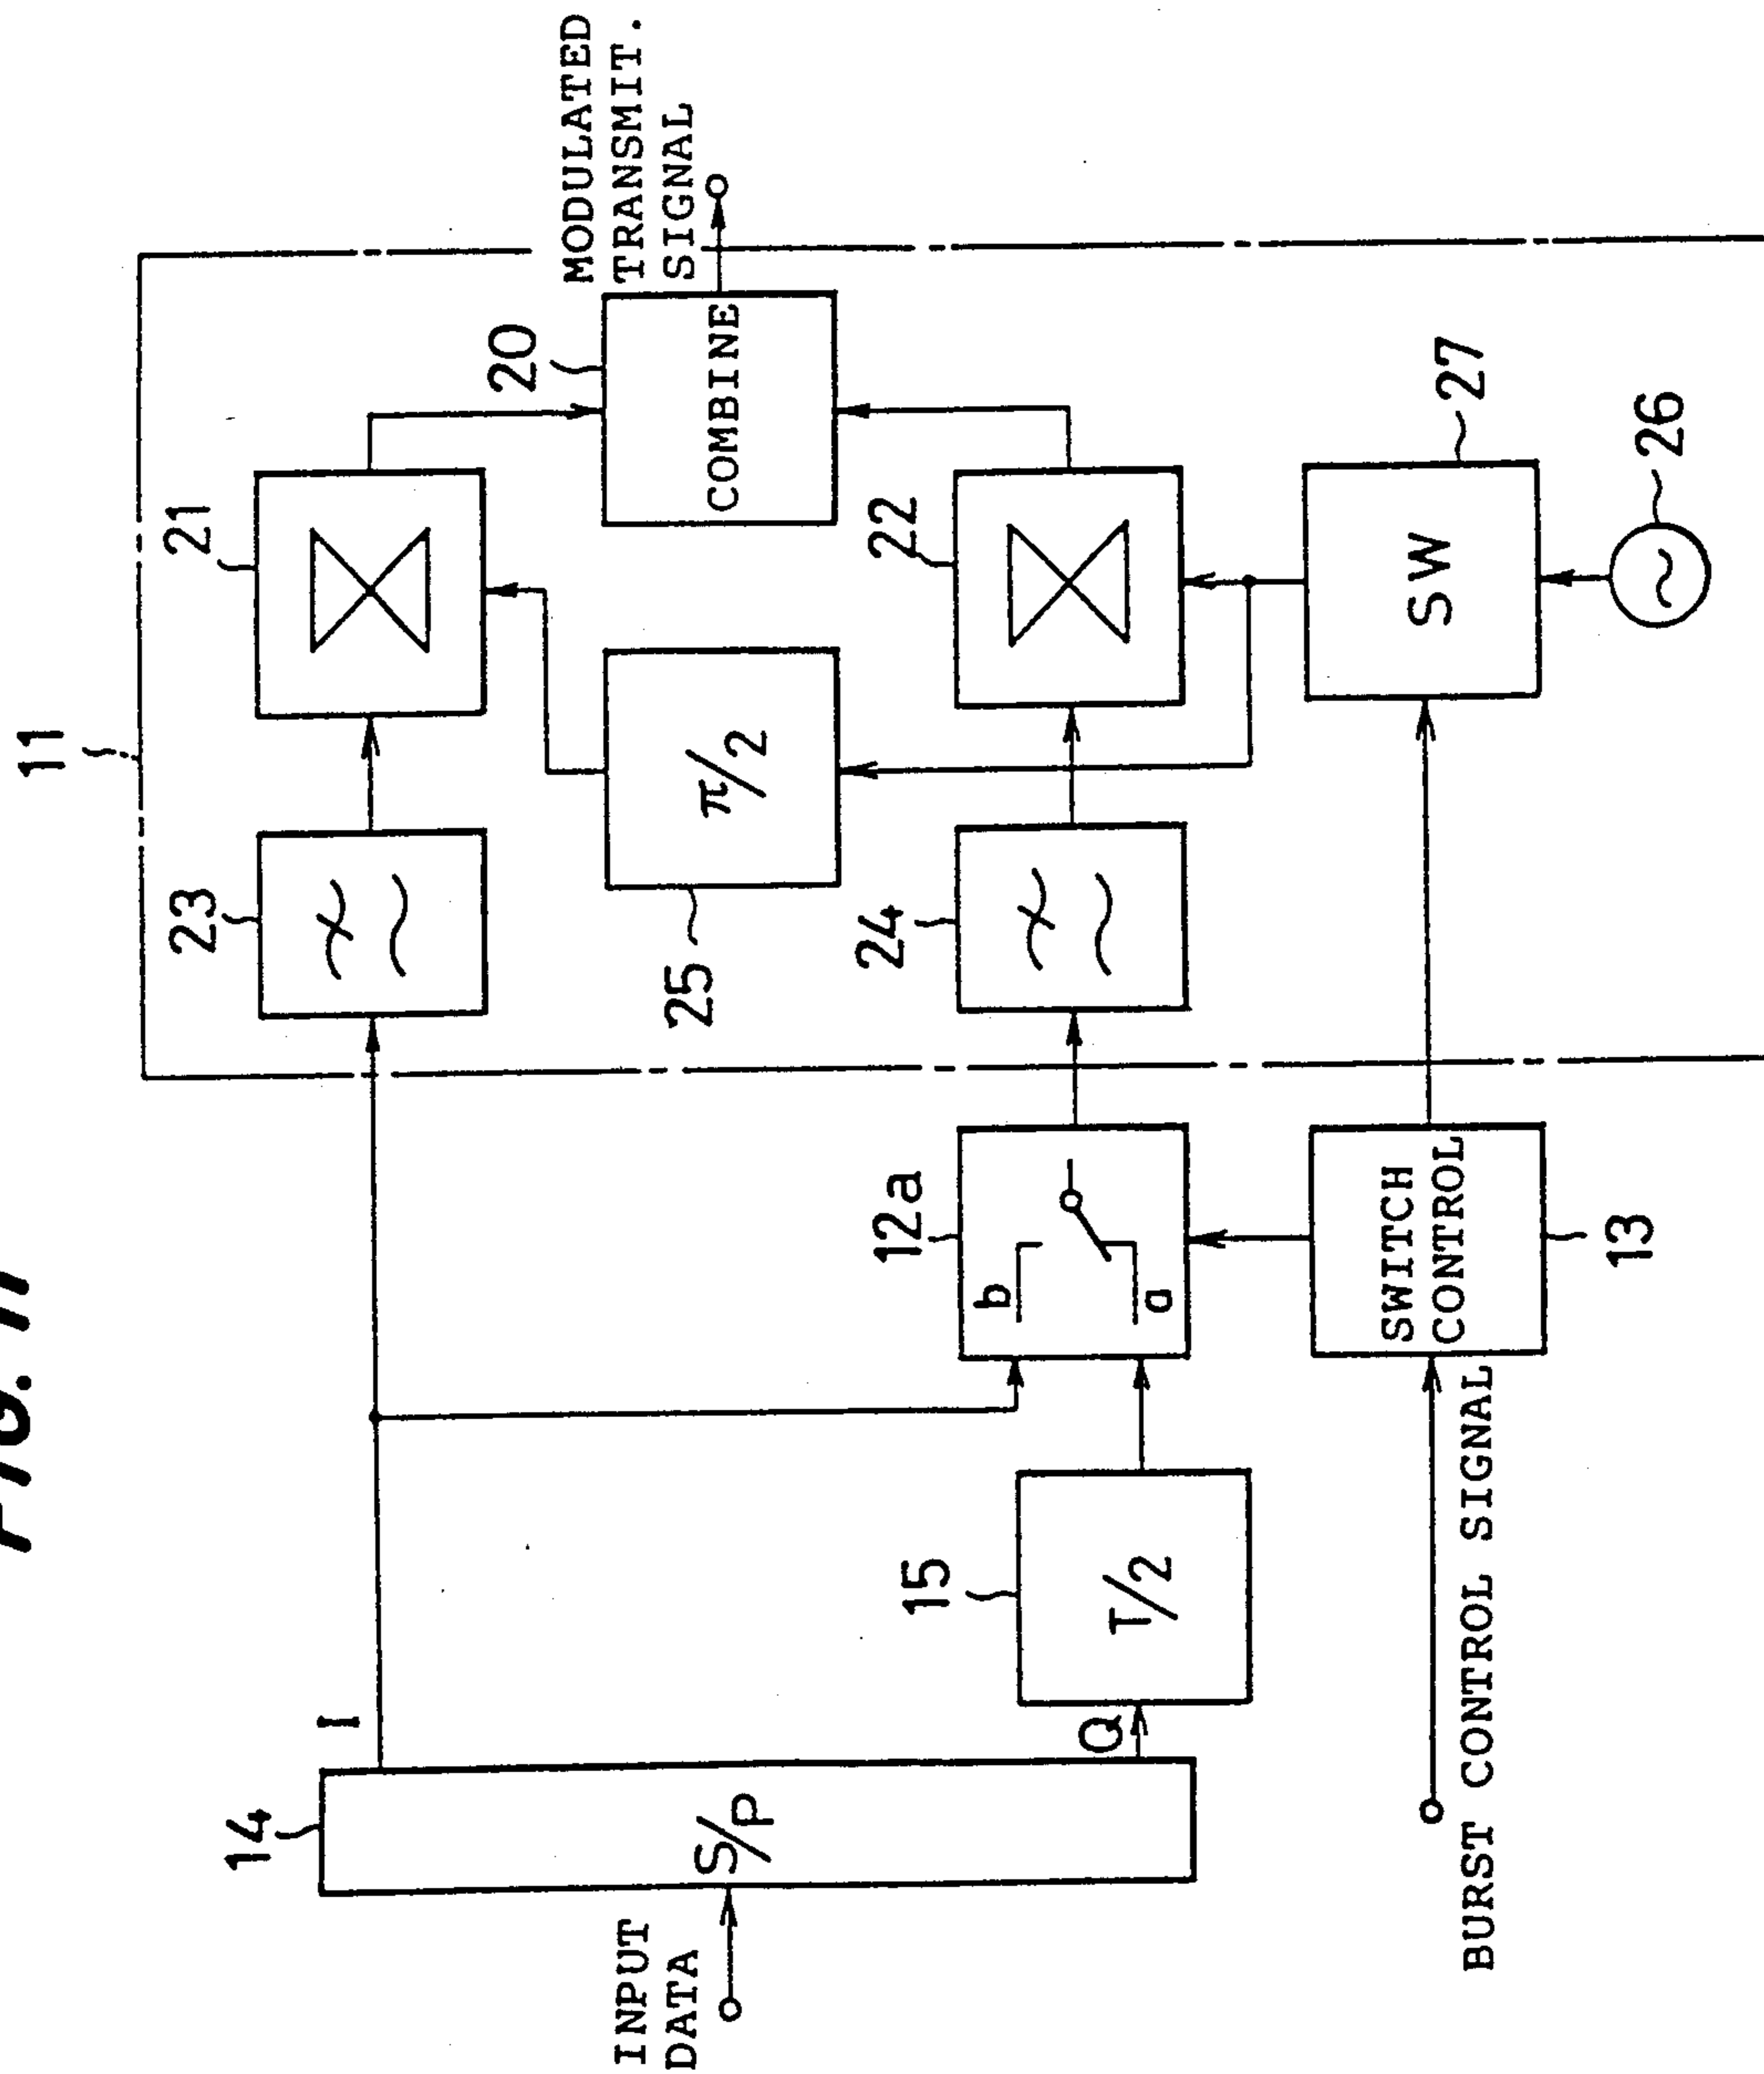 FIG. 11
11
INPUT
DATA
14
S/P
I
Q
15
T/2
12a
b
a
BURST CONTROL SIGNAL
SWITCH
CONTROL
13
23
24
25
π/2
21
22
20
COMBINE
SW
27
26
MODULATED
TRANSMIT.
SIGNAL